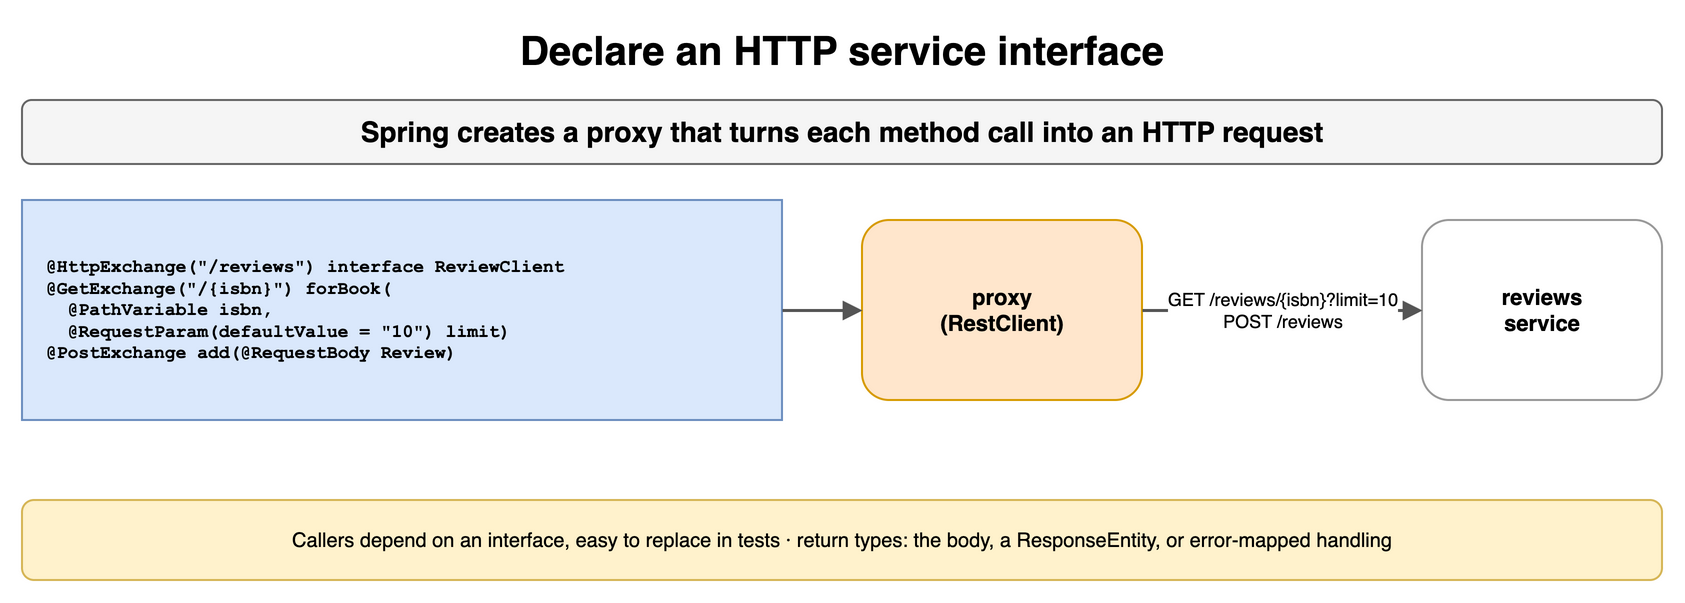 Declare an HTTP service interface
Spring creates a proxy that turns each method call into an HTTP request
@HttpExchange("/reviews") interface ReviewClient
@GetExchange("/{isbn}") forBook(
  @PathVariable isbn,
  @RequestParam(defaultValue = "10") limit)
@PostExchange add(@RequestBody Review)
proxy
(RestClient)
GET /reviews/{isbn}?limit=10
POST /reviews
reviews
service
Callers depend on an interface, easy to replace in tests · return types: the body, a ResponseEntity, or error-mapped handling